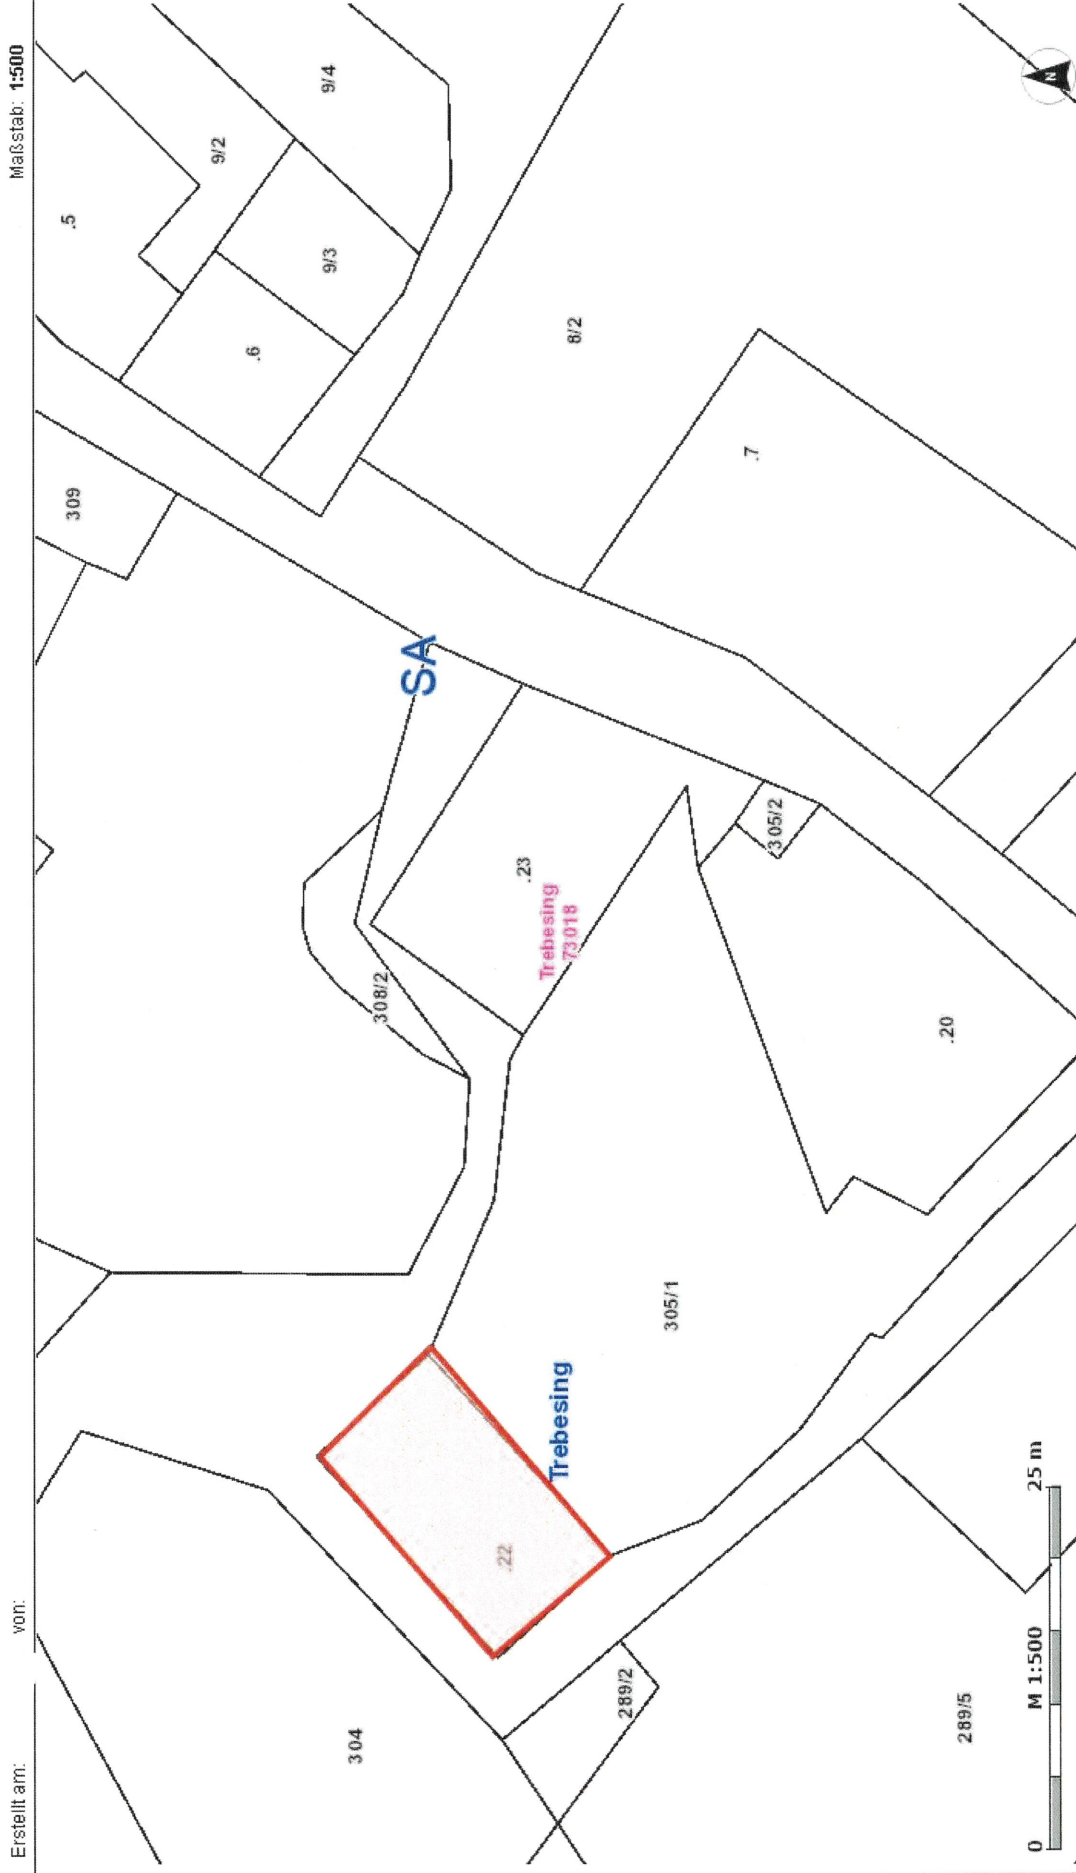 Erstellt am:
von:
Maßstab: 1:500
309
.5
9/2
9/4
.6
9/3
304
308/2
SA
.22
.23
Trebesing
73018
8/2
Trebesing
289/2
305/1
305/2
.7
289/5
.20
0
M 1:500
25 m
N